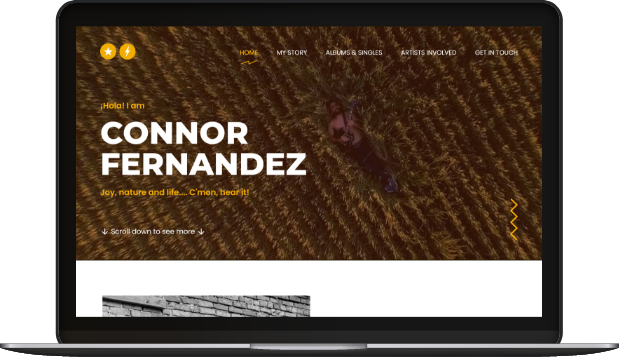 HOME MY STORY ALBUMS & SINGLES ARTISTS INVOLVED GET IN TOUCH
¡Hola! I am
CONNOR
FERNANDEZ
Joy, nature and life.... C'mon, hear it!
↓ Scroll down to see more ↓